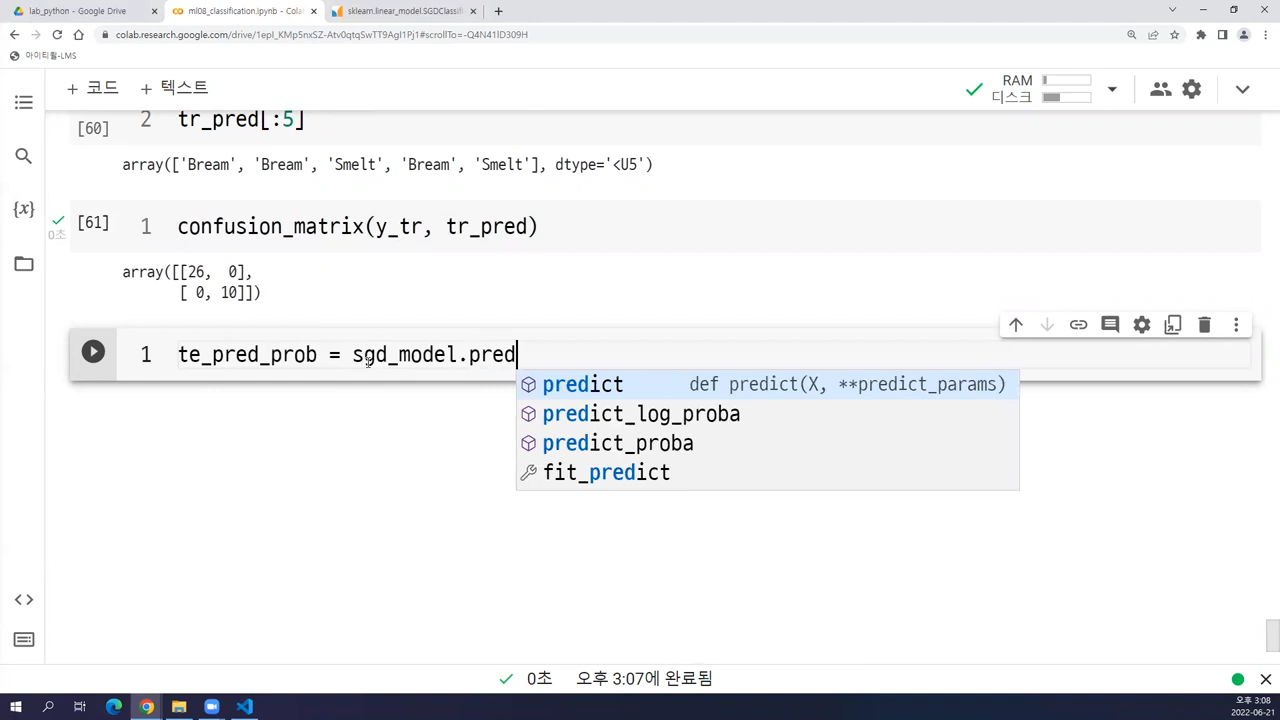 lab_python - Google Drive
ml08_classification.ipynb - Colab
sklearn.linear_model.SGDClassif
colab.research.google.com/drive/1epI_KMp5nxSZ-Atv0qtqSwTT9AgI1Pj1#scrollTo=-Q4N41lD309H
아이티윌-LMS
+ 코드 + 텍스트
RAM
디스크
[60] 2 tr_pred[:5]
array(['Bream', 'Bream', 'Smelt', 'Bream', 'Smelt'], dtype='<U5')
[61] 1 confusion_matrix(y_tr, tr_pred)
0초
array([[26, 0],
[ 0, 10]])
1 te_pred_prob = sgd_model.pred
predict def predict(X, **predict_params)
predict_log_proba
predict_proba
fit_predict
0초 오후 3:07에 완료됨
오후 3:08
2022-06-21